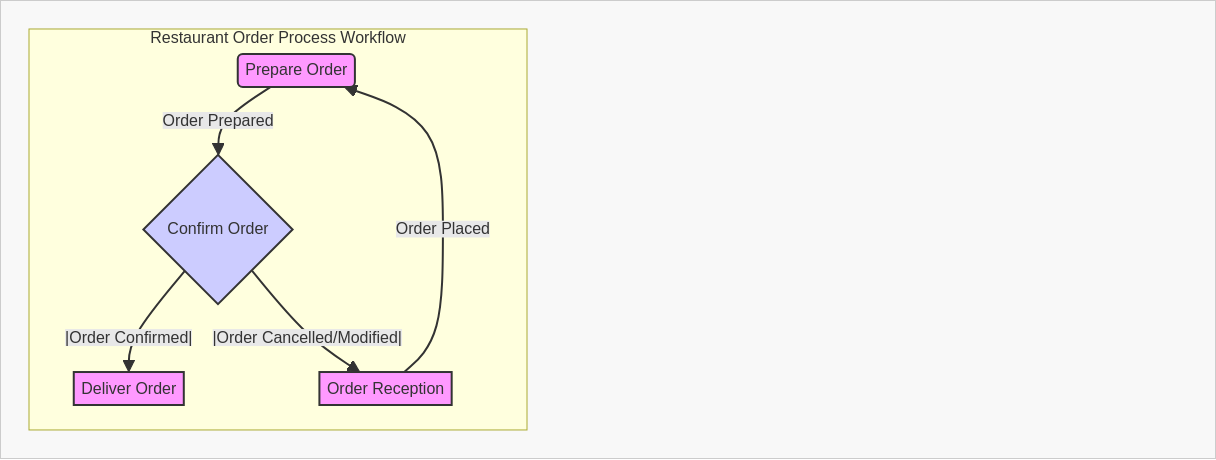 Restaurant Order Process Workflow
Prepare Order
Order Prepared
Confirm Order
Order Placed
|Order Confirmed|
|Order Cancelled/Modified|
Deliver Order
Order Reception